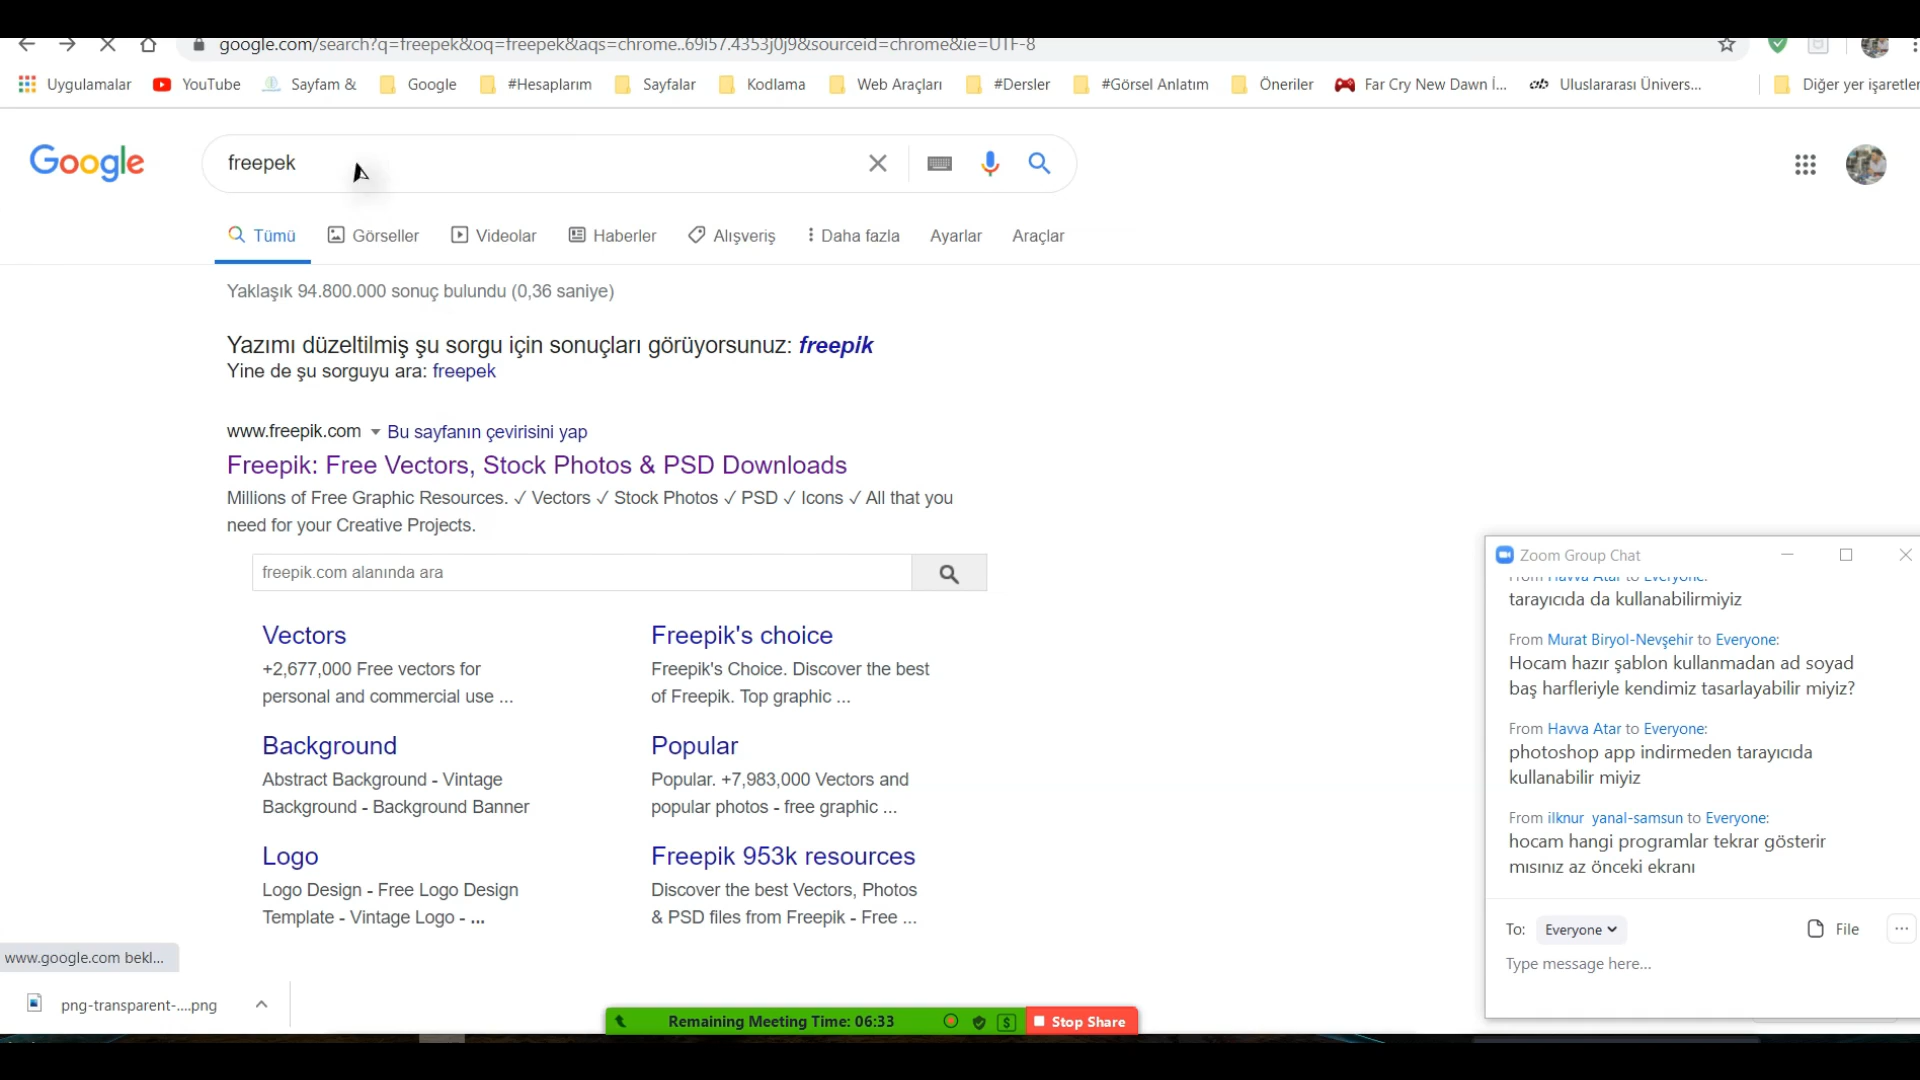 google.com/search?q=freepek&oq=freepek&aqs=chrome..69i57.4353j0j9&sourceid=chrome&ie=UTF-8
Uygulamalar YouTube Sayfam & Google #Hesaplarım Sayfalar Kodlama Web Araçları #Dersler #Görsel Anlatım Öneriler Far Cry New Dawn İ... Uluslararası Ünivers... Diğer yer işaretler
Google
freepek
Tümü Görseller Videolar Haberler Alışveriş Daha fazla Ayarlar Araçlar
Yaklaşık 94.800.000 sonuç bulundu (0,36 saniye)
Yazımı düzeltilmiş şu sorgu için sonuçları görüyorsunuz: freepik
Yine de şu sorguyu ara: freepek
www.freepik.com Bu sayfanın çevirisini yap
Freepik: Free Vectors, Stock Photos & PSD Downloads
Millions of Free Graphic Resources. ✓ Vectors ✓ Stock Photos ✓ PSD ✓ Icons ✓ All that you
need for your Creative Projects.
freepik.com alanında ara
Vectors
+2,677,000 Free vectors for
personal and commercial use ...
Freepik's choice
Freepik's Choice. Discover the best
of Freepik. Top graphic ...
Background
Abstract Background - Vintage
Background - Background Banner
Popular
Popular. +7,983,000 Vectors and
popular photos - free graphic ...
Logo
Logo Design - Free Logo Design
Template - Vintage Logo - ...
Freepik 953k resources
Discover the best Vectors, Photos
& PSD files from Freepik - Free ...
www.google.com bekl...
png-transparent-....png
Remaining Meeting Time: 06:33
Stop Share
Zoom Group Chat
From Havva Atar to Everyone:
tarayıcıda da kullanabilirmiyiz
From Murat Biryol-Nevşehir to Everyone:
Hocam hazır şablon kullanmadan ad soyad
baş harfleriyle kendimiz tasarlayabilir miyiz?
From Havva Atar to Everyone:
photoshop app indirmeden tarayıcıda
kullanabilir miyiz
From ilknur yanal-samsun to Everyone:
hocam hangi programlar tekrar gösterir
mısınız az önceki ekranı
To: Everyone File
Type message here...